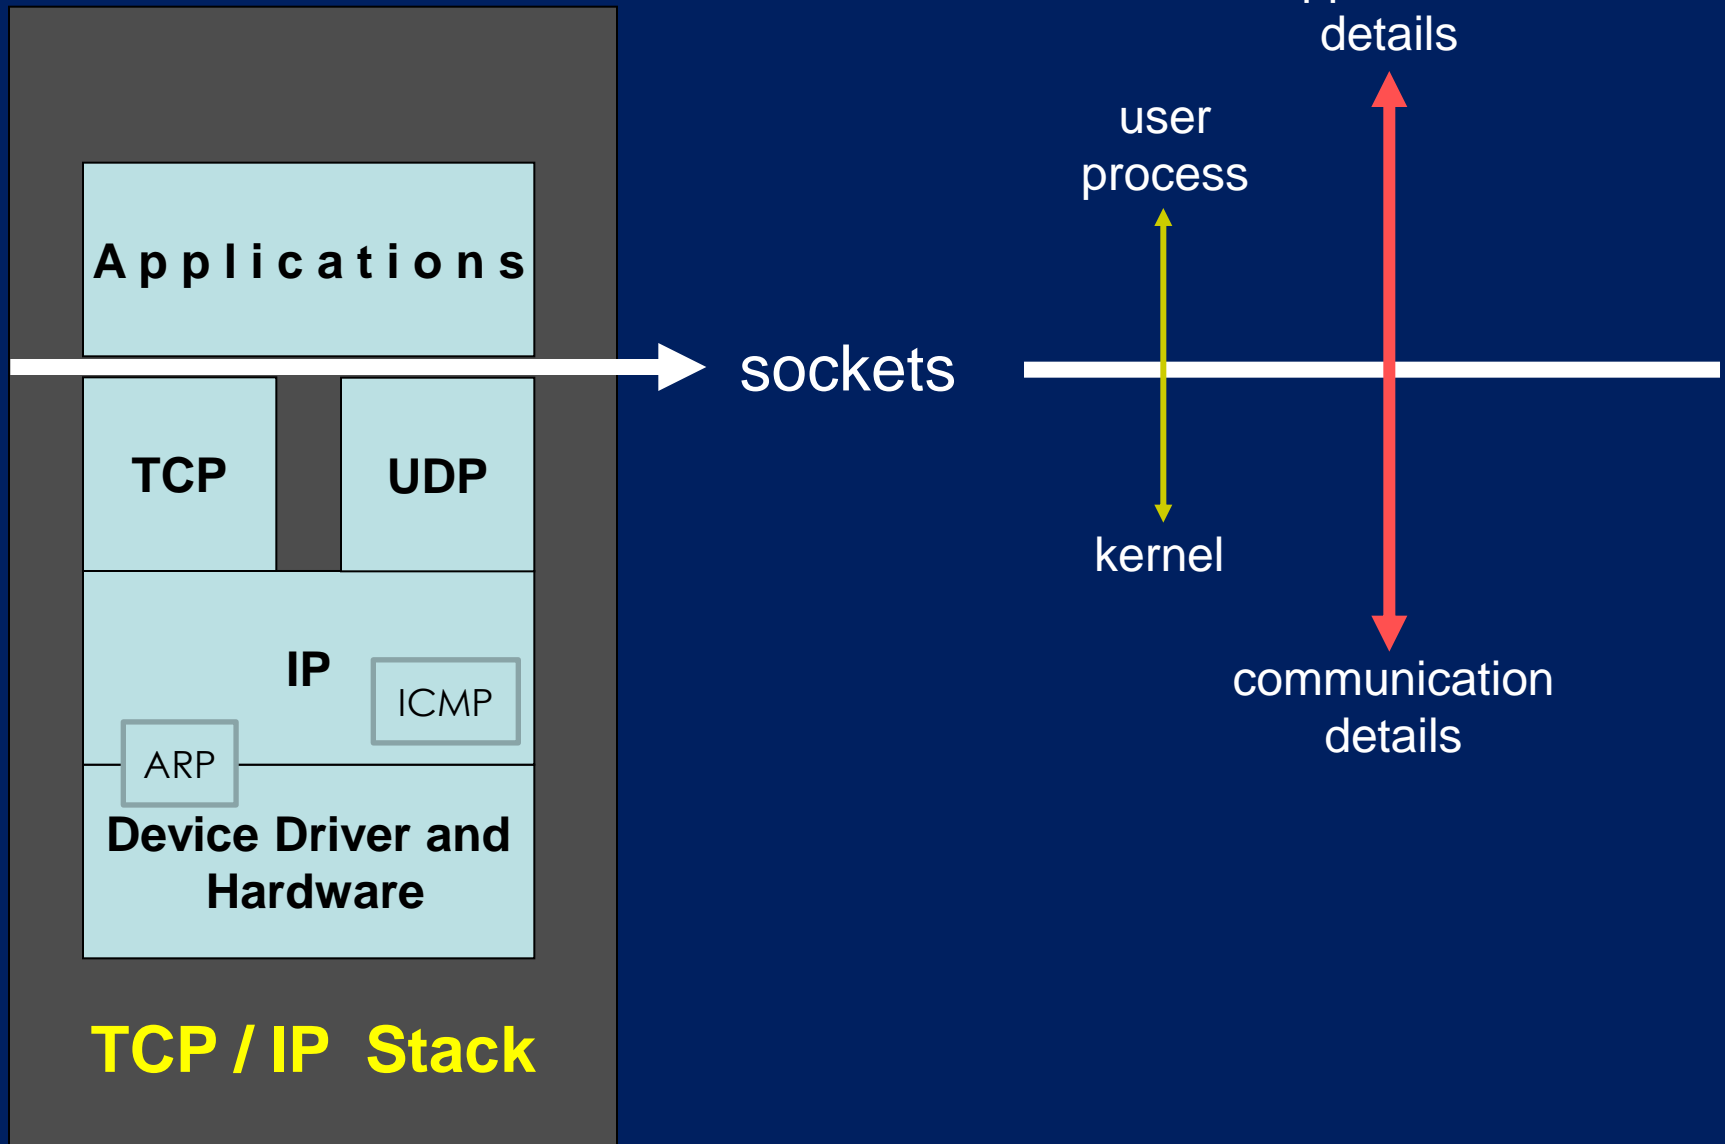 details
user
process
A p p l i c a t i o n s
sockets
TCP
UDP
kernel
IP
ICMP
ARP
communication
details
Device Driver and
Hardware
TCP / IP Stack